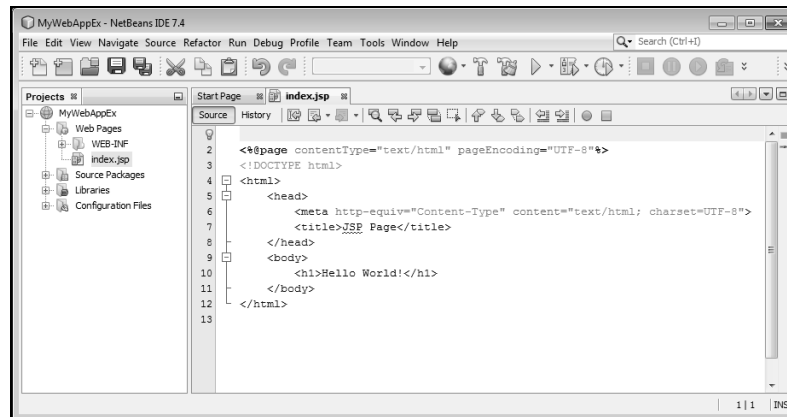 MyWebAppEx - NetBeans IDE 7.4
File Edit View Navigate Source Refactor Run Debug Profile Team Tools Window Help
Search (Ctrl+I)
Projects
MyWebAppEx
Web Pages
WEB-INF
index.jsp
Source Packages
Libraries
Configuration Files
Start Page index.jsp
Source History
2 <%@page contentType="text/html" pageEncoding="UTF-8"%>
3 <!DOCTYPE html>
4 <html>
5 <head>
6 <meta http-equiv="Content-Type" content="text/html; charset=UTF-8">
7 <title>JSP Page</title>
8 </head>
9 <body>
10 <h1>Hello World!</h1>
11 </body>
12 </html>
13
1 | 1 INS